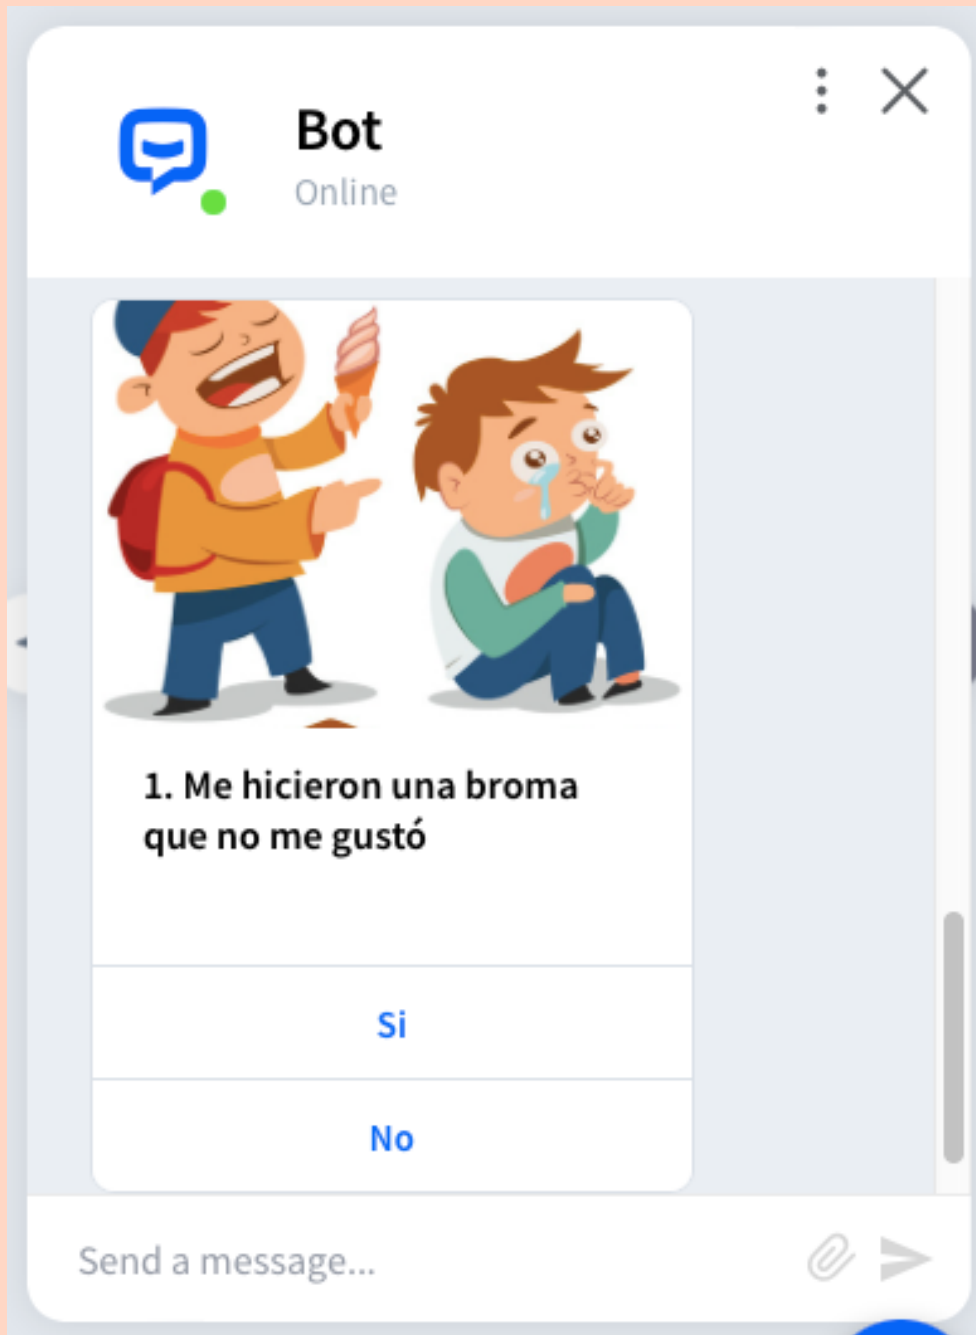 Bot
Online
1. Me hicieron una broma
que no me gustó
Si
No
Send a message...